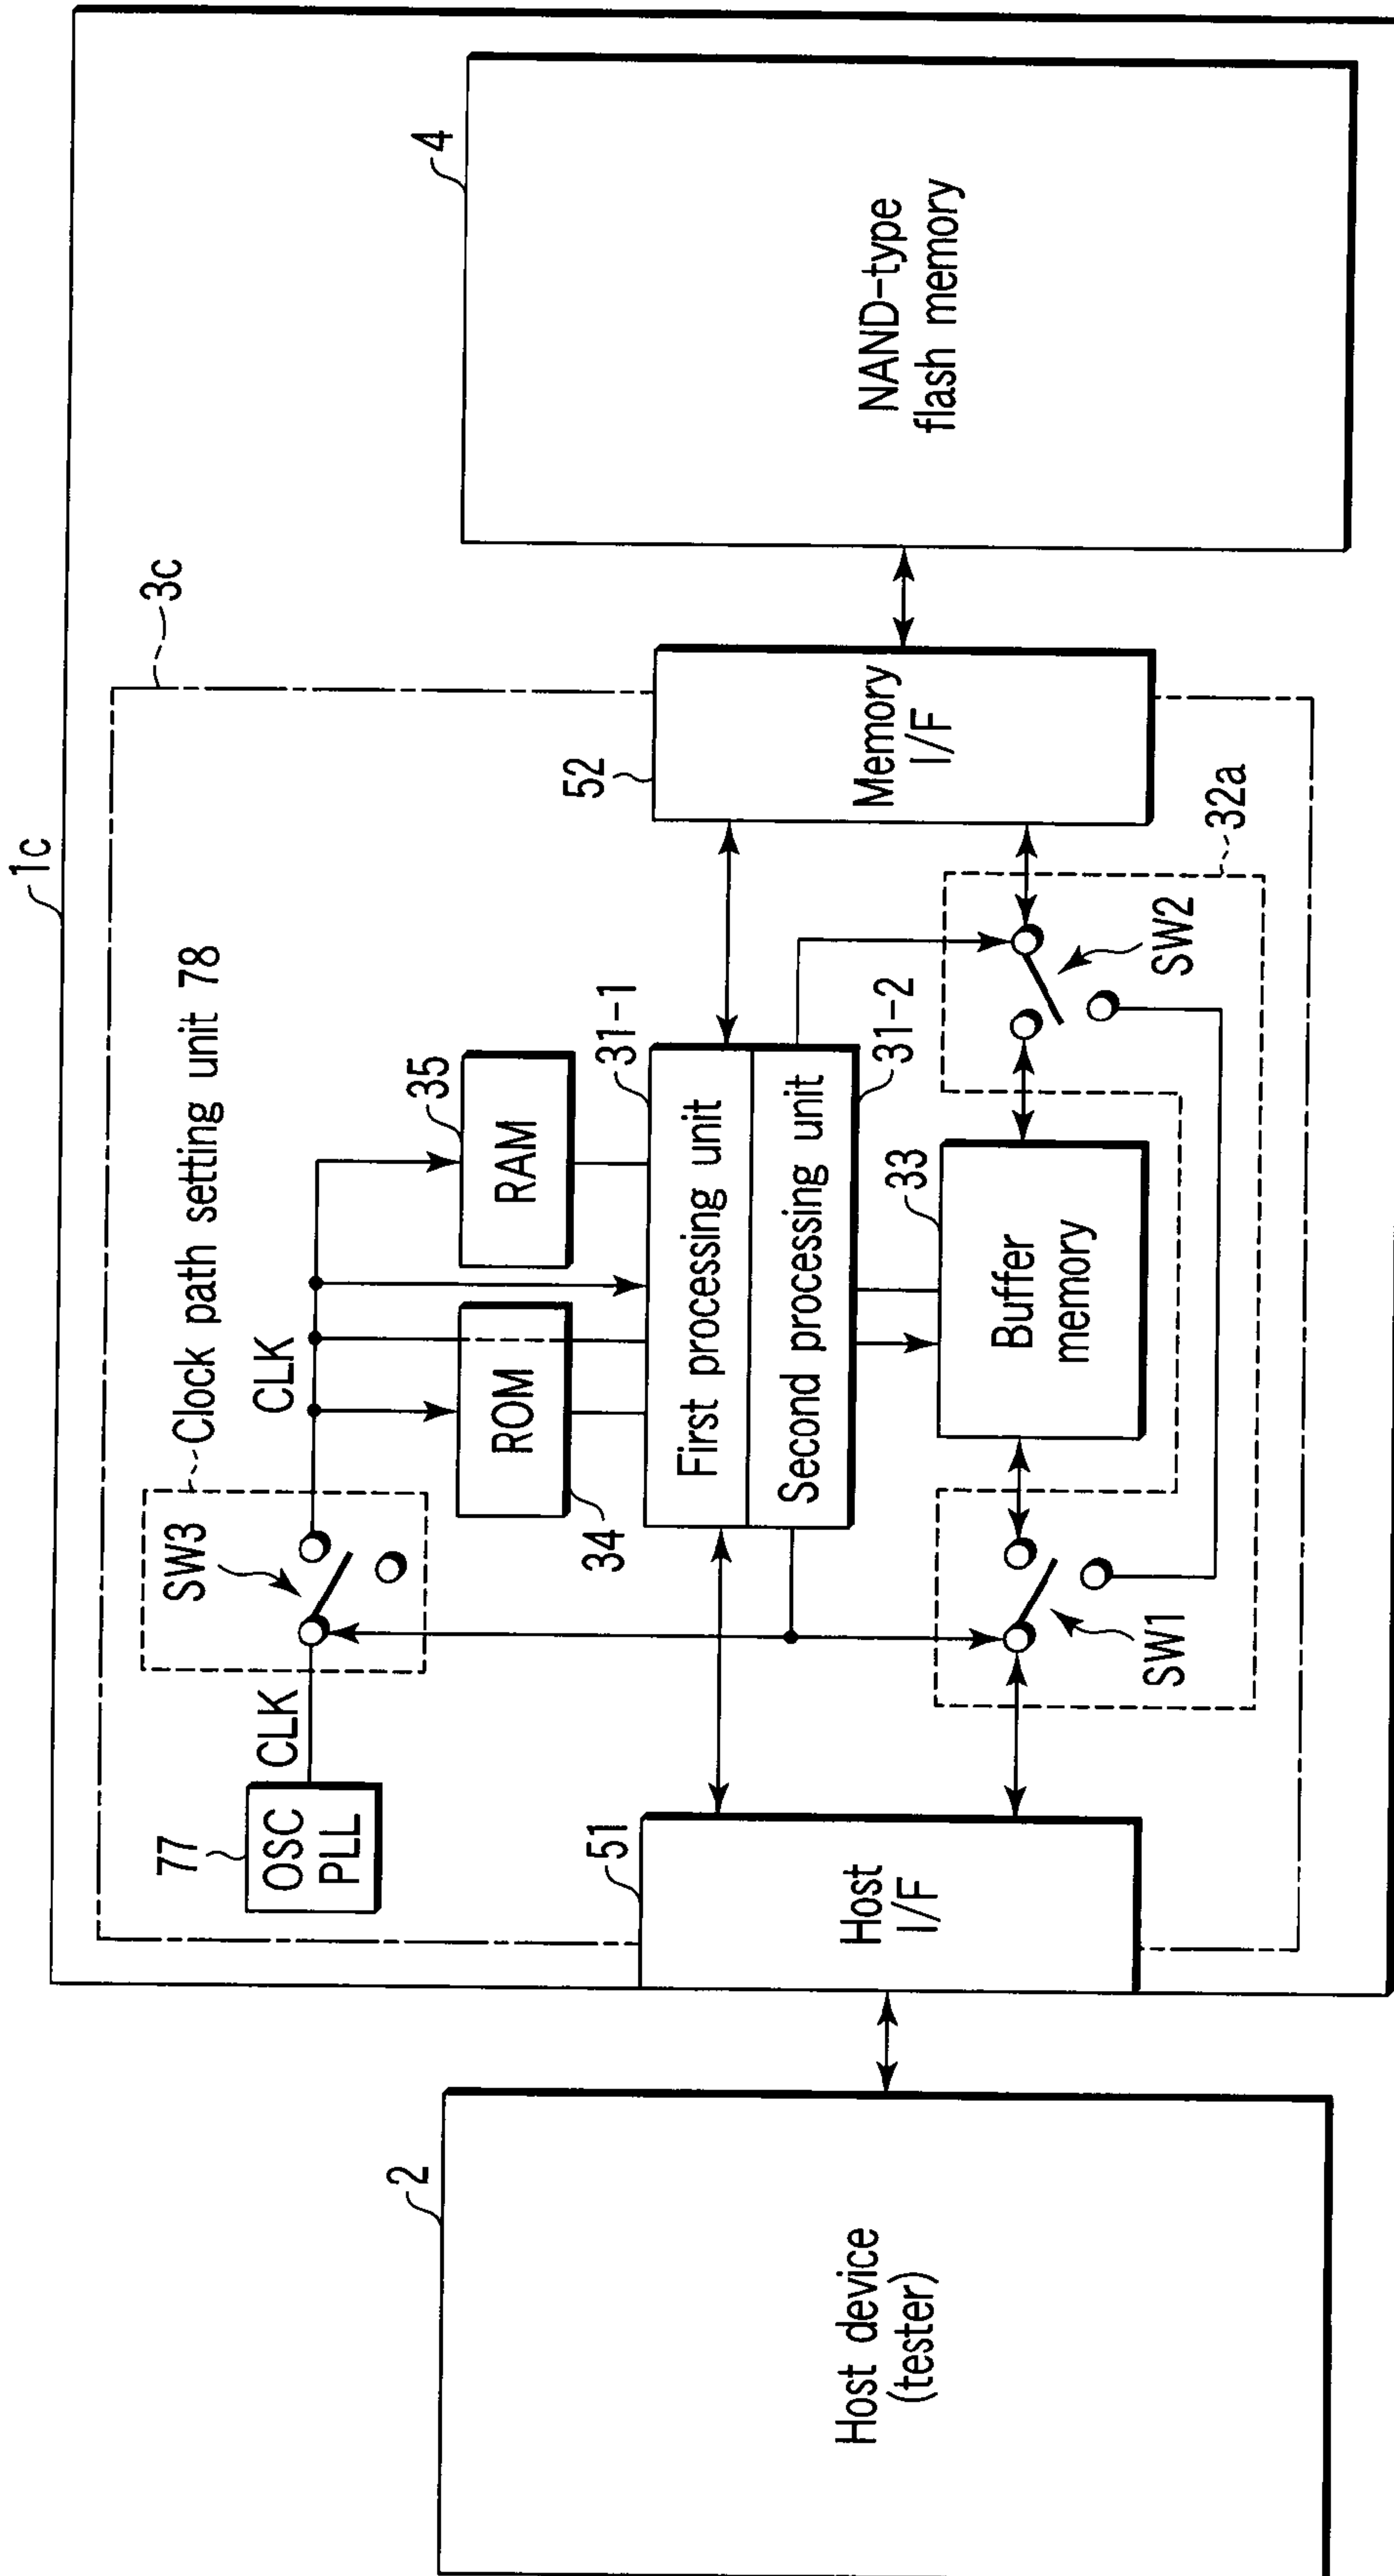 1c
3c
Clock path setting unit 78
SW3
CLK
CLK
77
OSC
PLL
35
RAM
ROM
34
31-1
First processing unit
Second processing unit
31-2
4
NAND-type
flash memory
52
Memory
I/F
32a
SW2
33
Buffer
memory
SW1
51
Host
I/F
2
Host device
(tester)